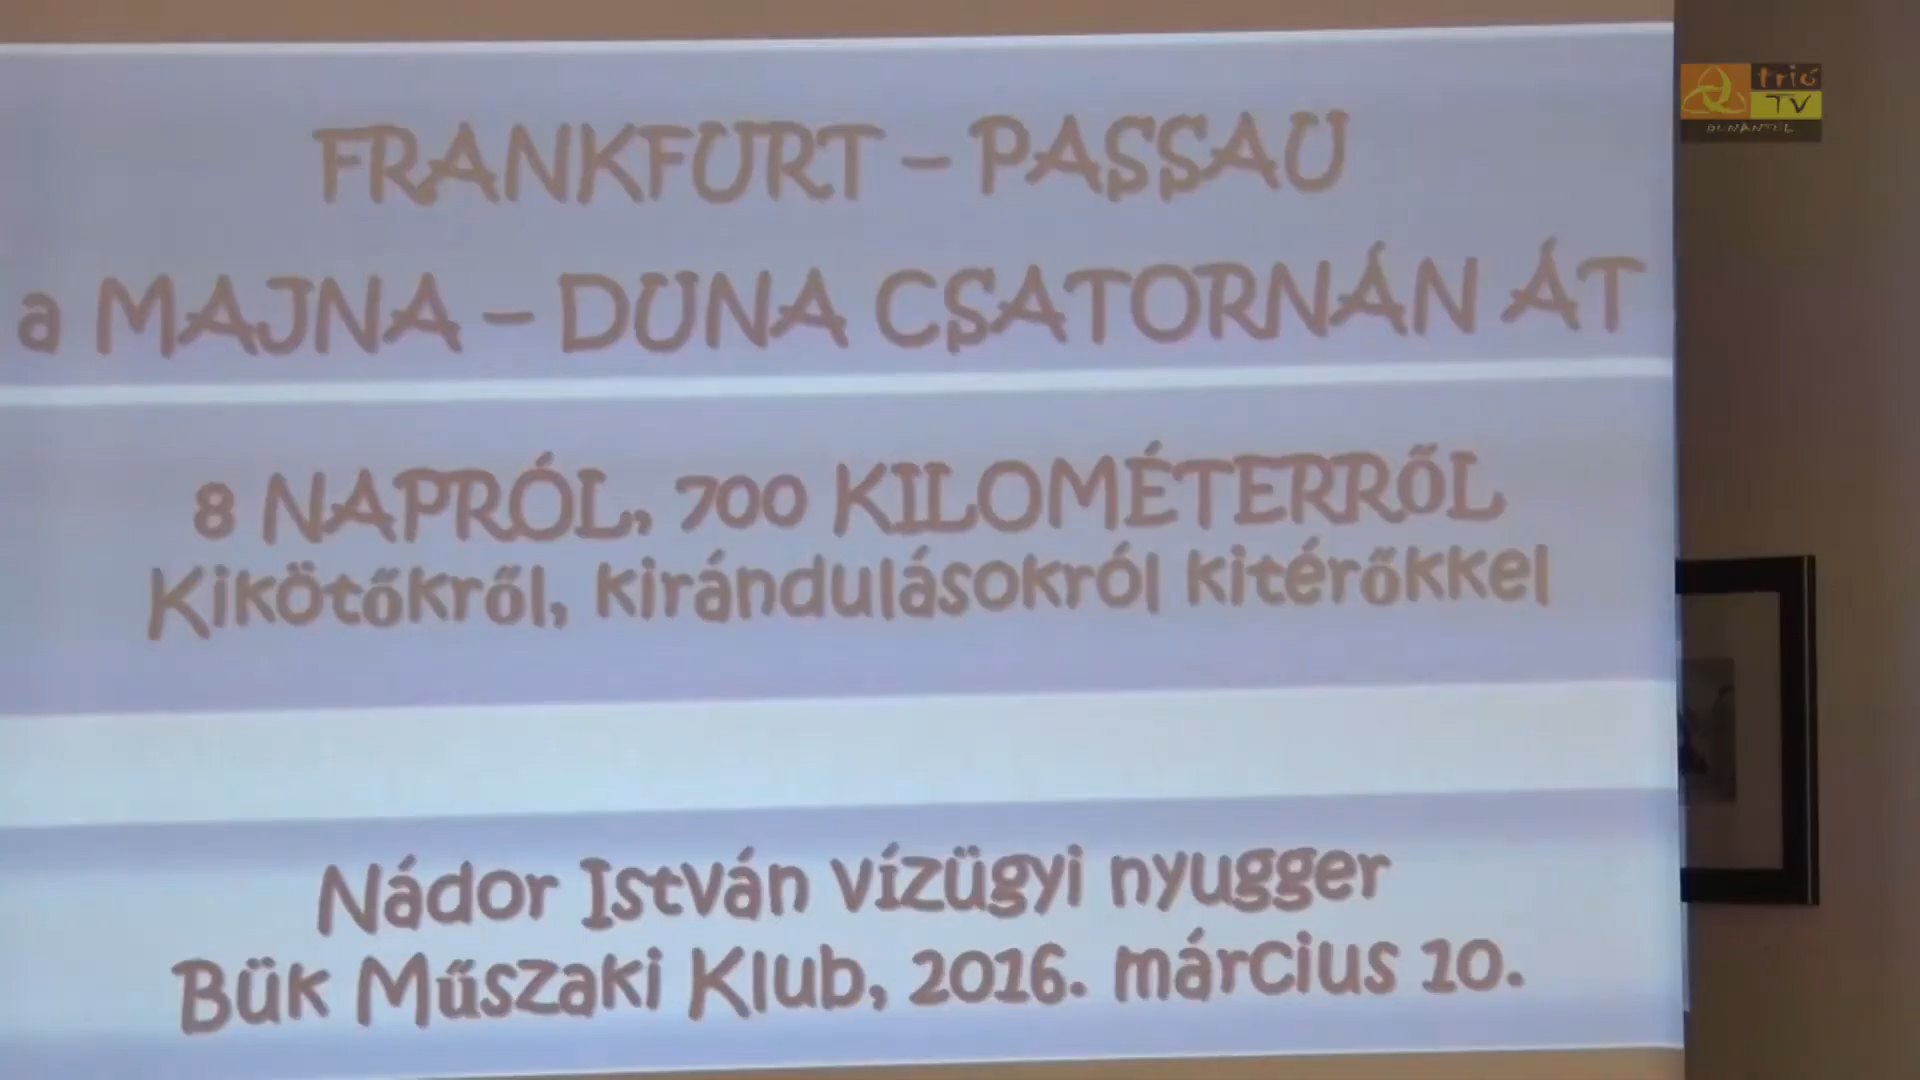 FRANKFURT – PASSAU
a MAJNA – DUNA CSATORNÁN ÁT
8 NAPRÓL, 700 KILOMÉTERRŐL
Kikötőkről, kirándulásokról kitérőkkel
Nádor István vízügyi nyugger
Bük Műszaki Klub, 2016. március 10.
trió
TV
DUNÁNTÚL